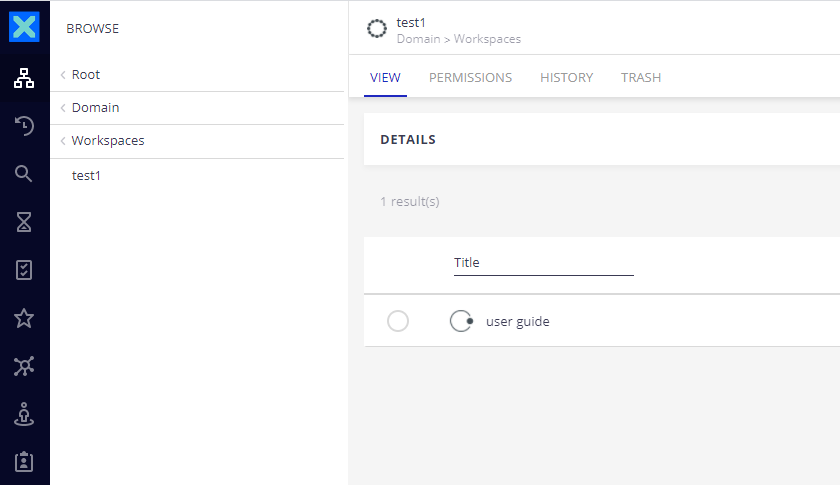 BROWSE
Root
Domain
Workspaces
test1
test1
Domain > Workspaces
VIEW PERMISSIONS HISTORY TRASH
DETAILS
1 result(s)
Title
user guide